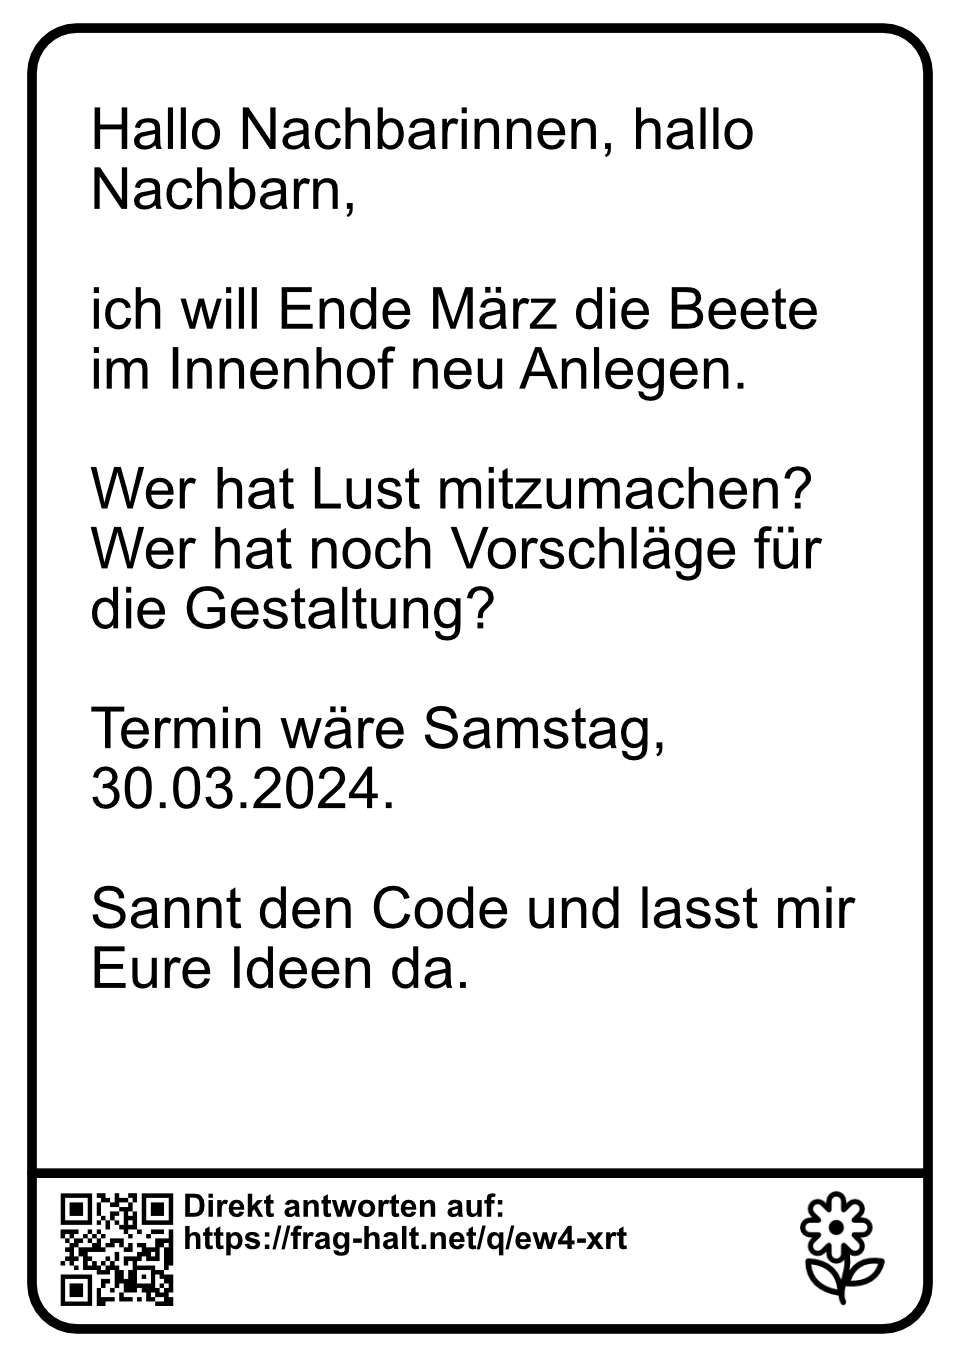 Hallo Nachbarinnen, hallo
Nachbarn,
ich will Ende März die Beete
im Innenhof neu Anlegen.
Wer hat Lust mitzumachen?
Wer hat noch Vorschläge für
die Gestaltung?
Termin wäre Samstag,
30.03.2024.
Sannt den Code und lasst mir
Eure Ideen da.
Direkt antworten auf:
https://frag-halt.net/q/ew4-xrt